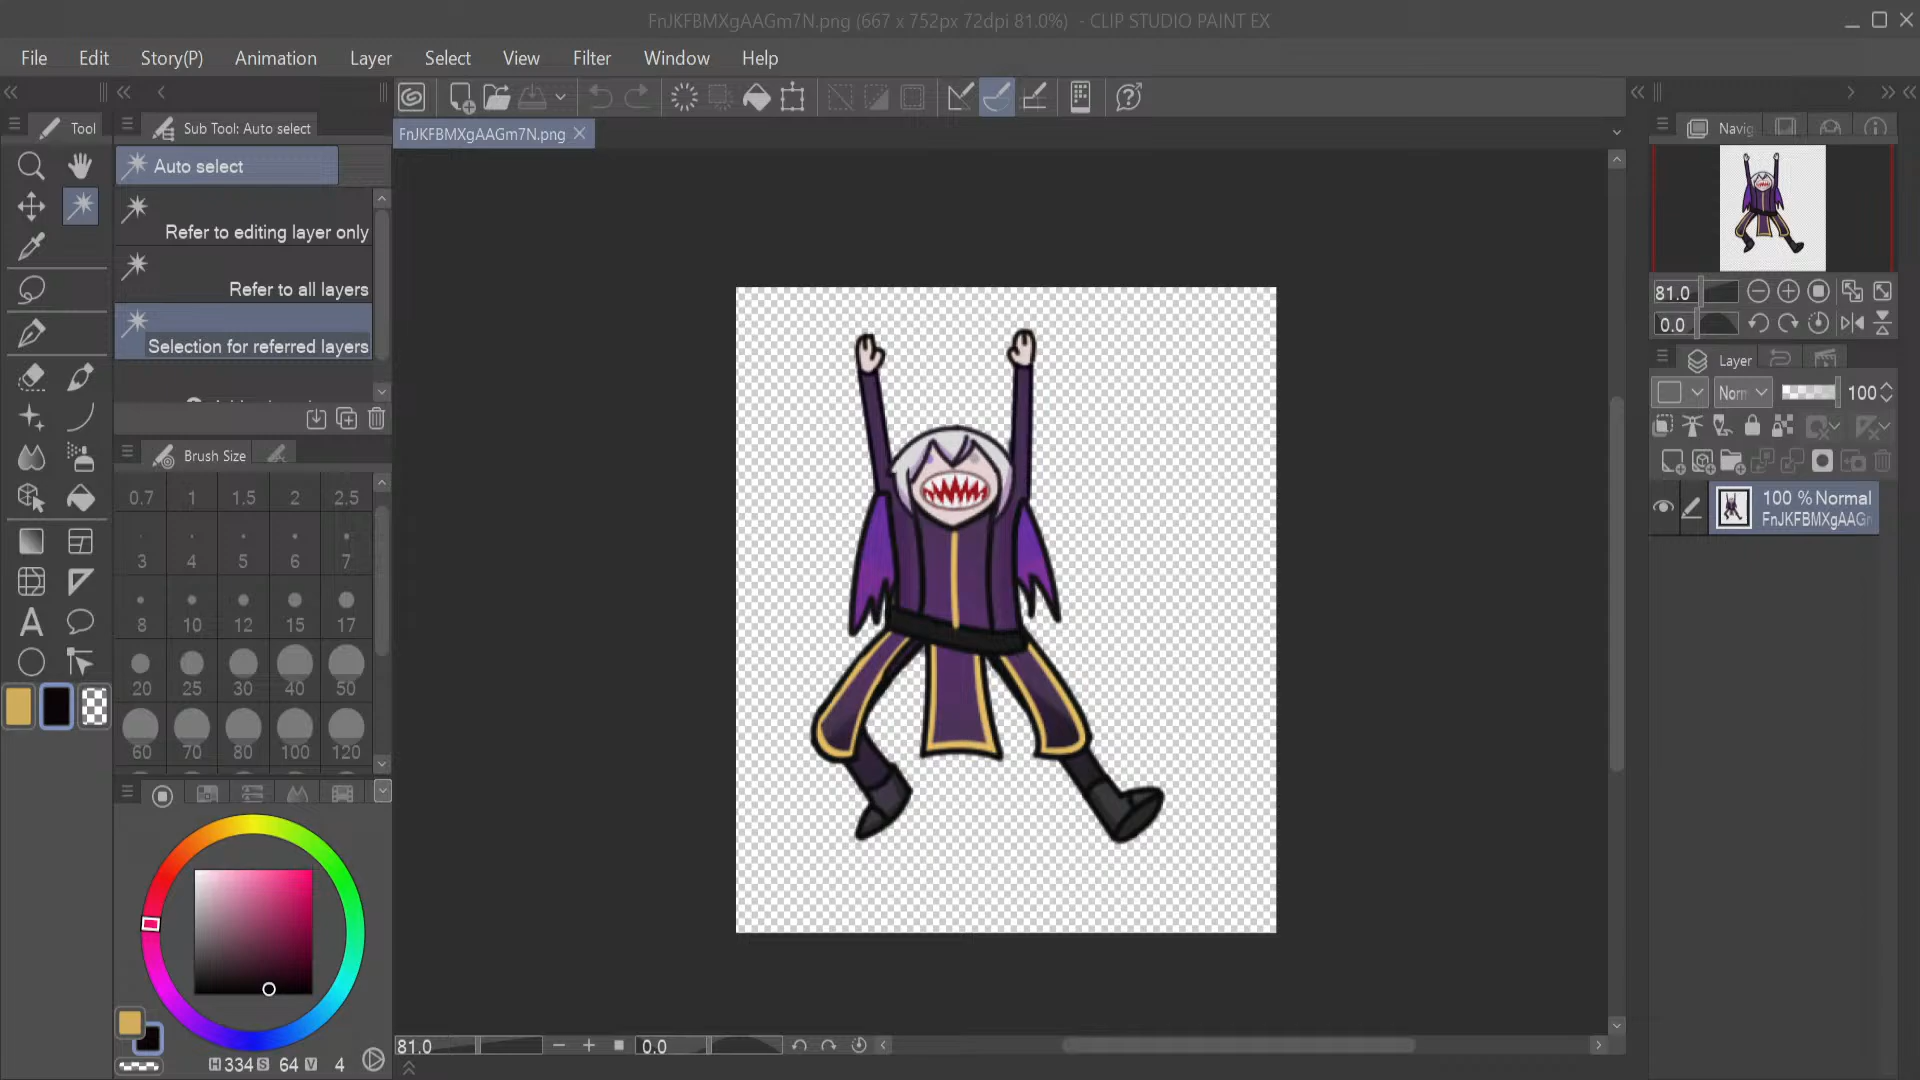 FnJKFBMXgAAGm7N.png (667 x 752px 72dpi 81.0%) - CLIP STUDIO PAINT EX
File Edit Story(P) Animation Layer Select View Filter Window Help
Tool
Sub Tool: Auto select
FnJKFBMXgAAGm7N.png
Navig
Auto select
Refer to editing layer only
Refer to all layers
Selection for referred layers
81.0
0.0
Layer
Norr
100
Brush Size
0.7 1 1.5 2 2.5
3 4 5 6 7
8 10 12 15 17
20 25 30 40 50
60 70 80 100 120
100 % Normal
FnJKFBMXgAAGr
A
H 334 S 64 V 4
81.0 0.0